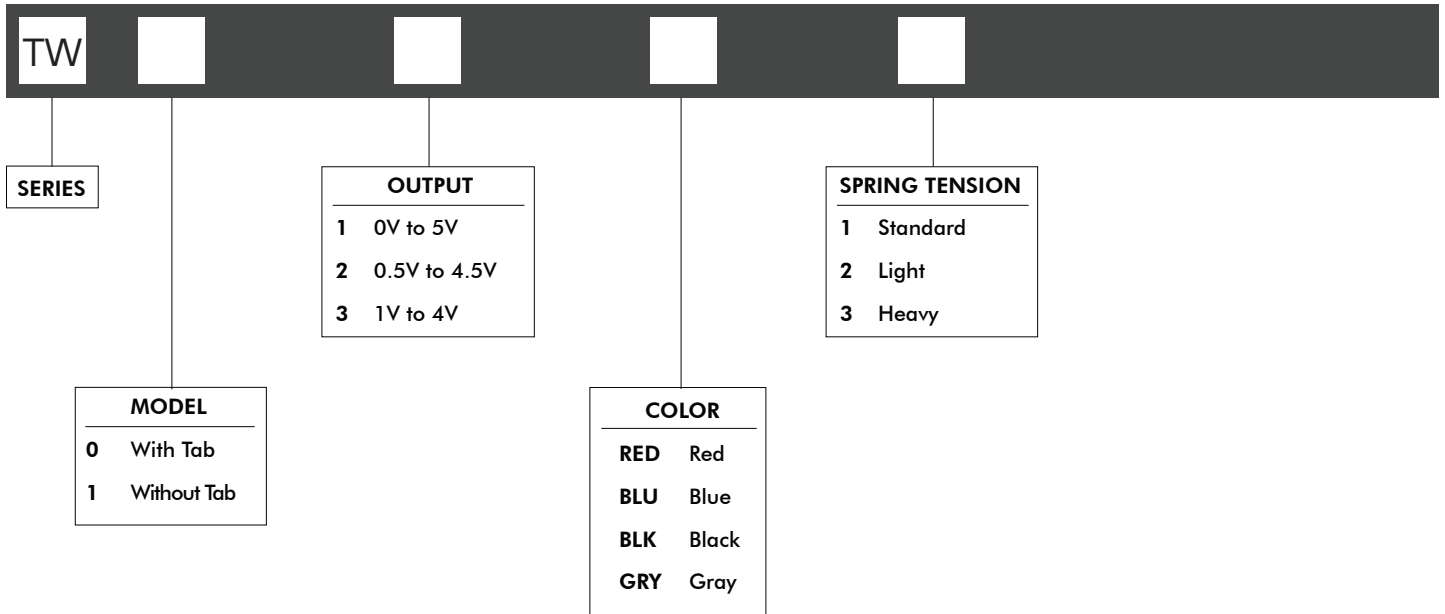 TW
SERIES
OUTPUT
1 0V to 5V
2 0.5V to 4.5V
3 1V to 4V
SPRING TENSION
1 Standard
2 Light
3 Heavy
MODEL
0 With Tab
1 Without Tab
COLOR
RED Red
BLU Blue
BLK Black
GRY Gray